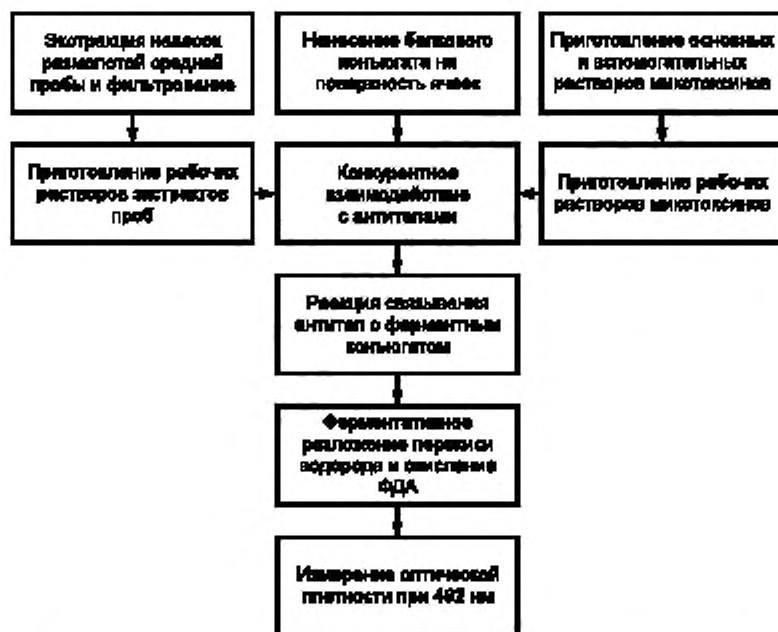 Экстракция навесок
размолотой средней
пробы и фильтрование
Нанесение белкового
конъюгата на
поверхность ячеек
Приготовление основных
и вспомогательных
растворов микотоксинов
Приготовление рабочих
растворов экстрактов
проб
Конкурентное
взаимодействие
с антителами
Приготовление рабочих
растворов микотоксинов
Реакция связывания
антител с ферментным
конъюгатом
Ферментативное
разложение перекиси
водорода и окисление
ФДА
Измерение оптической
плотности при 492 нм